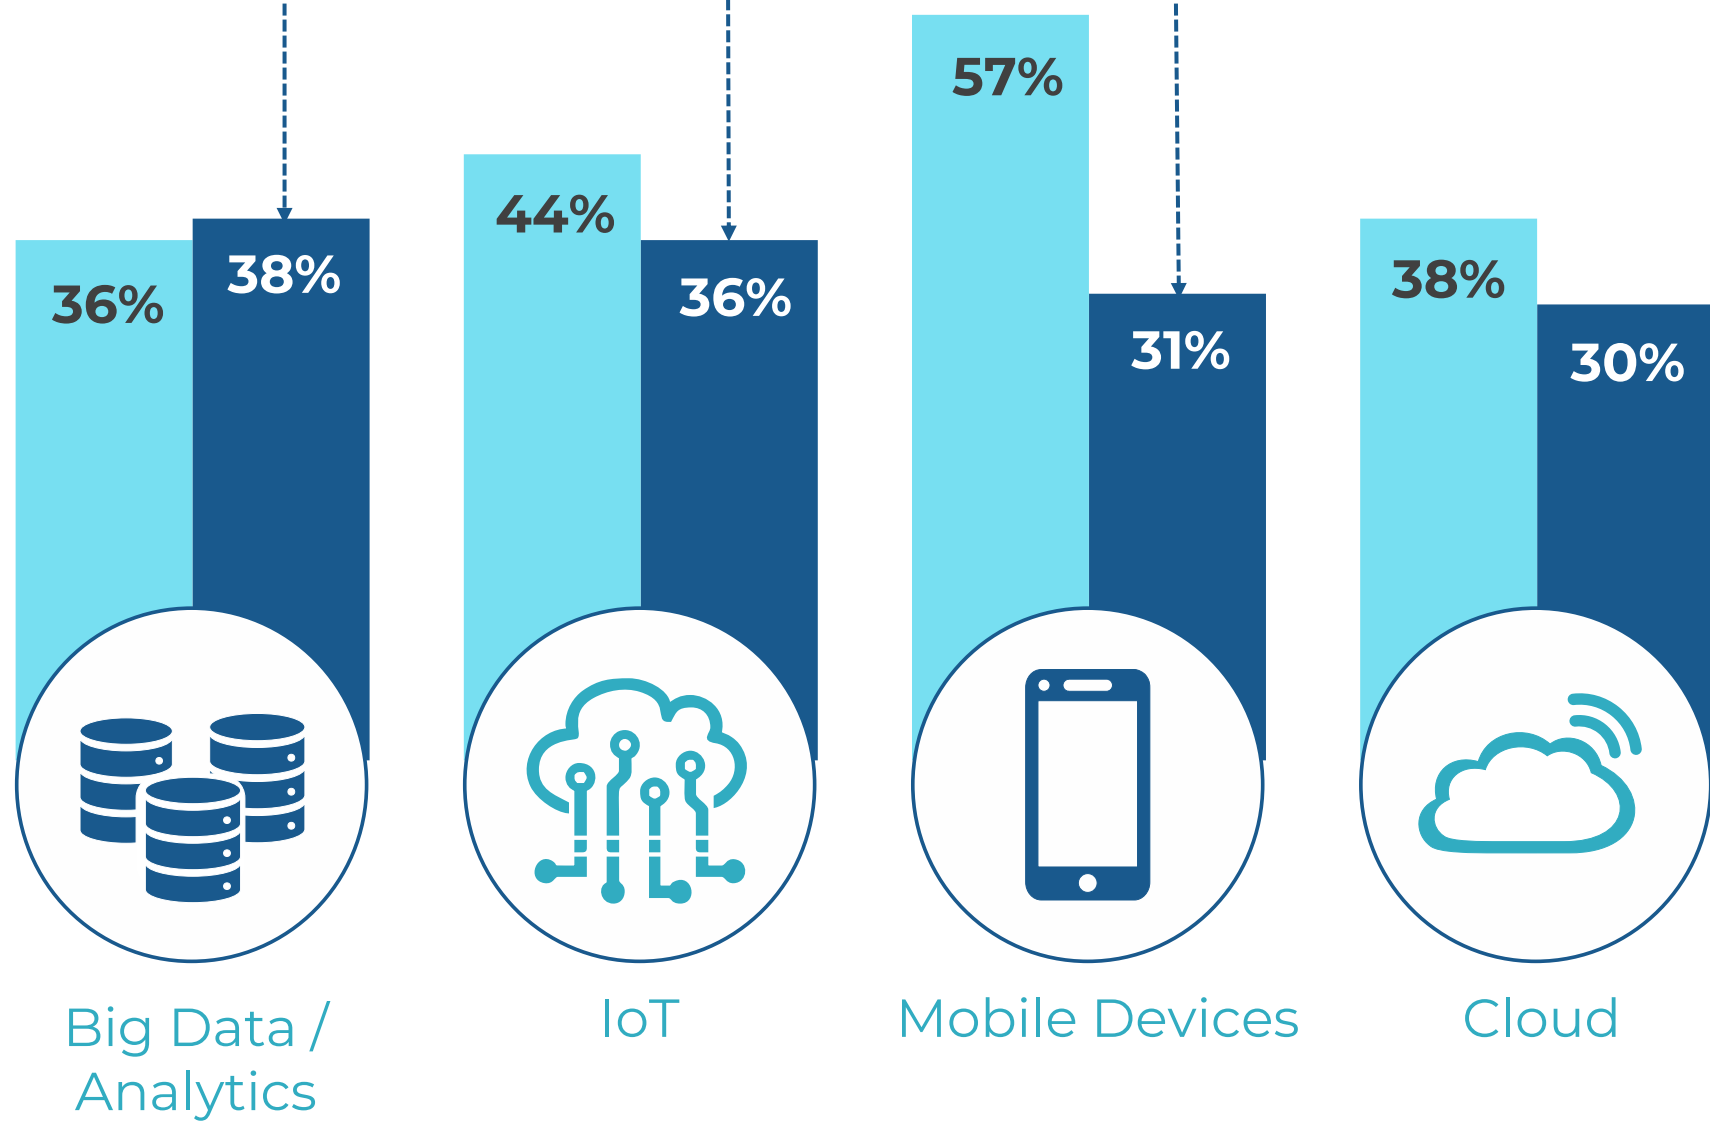 57%
44%
36%
38%
36%
31%
38%
30%
Big Data /
Analytics
IoT
Mobile Devices
Cloud